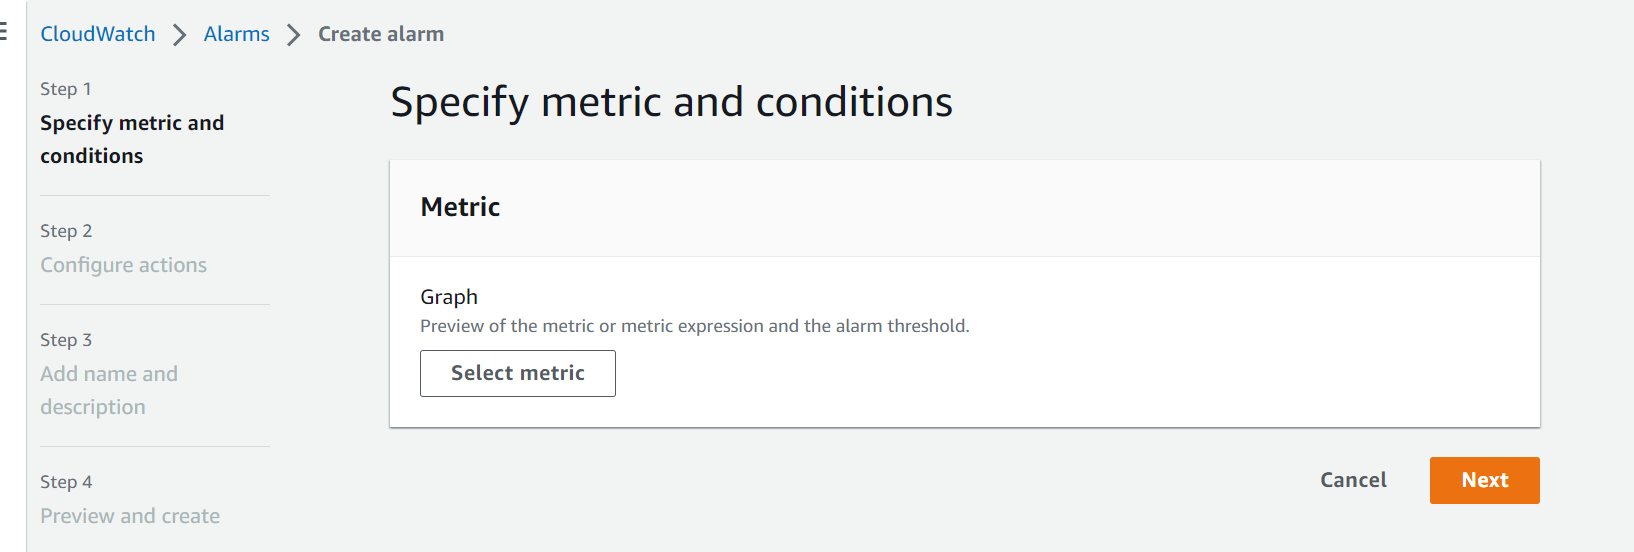 CloudWatch > Alarms > Create alarm
Step 1
Specify metric and
conditions
Step 2
Configure actions
Step 3
Add name and
description
Step 4
Preview and create
Specify metric and conditions
Metric
Graph
Preview of the metric or metric expression and the alarm threshold.
Select metric
Cancel Next